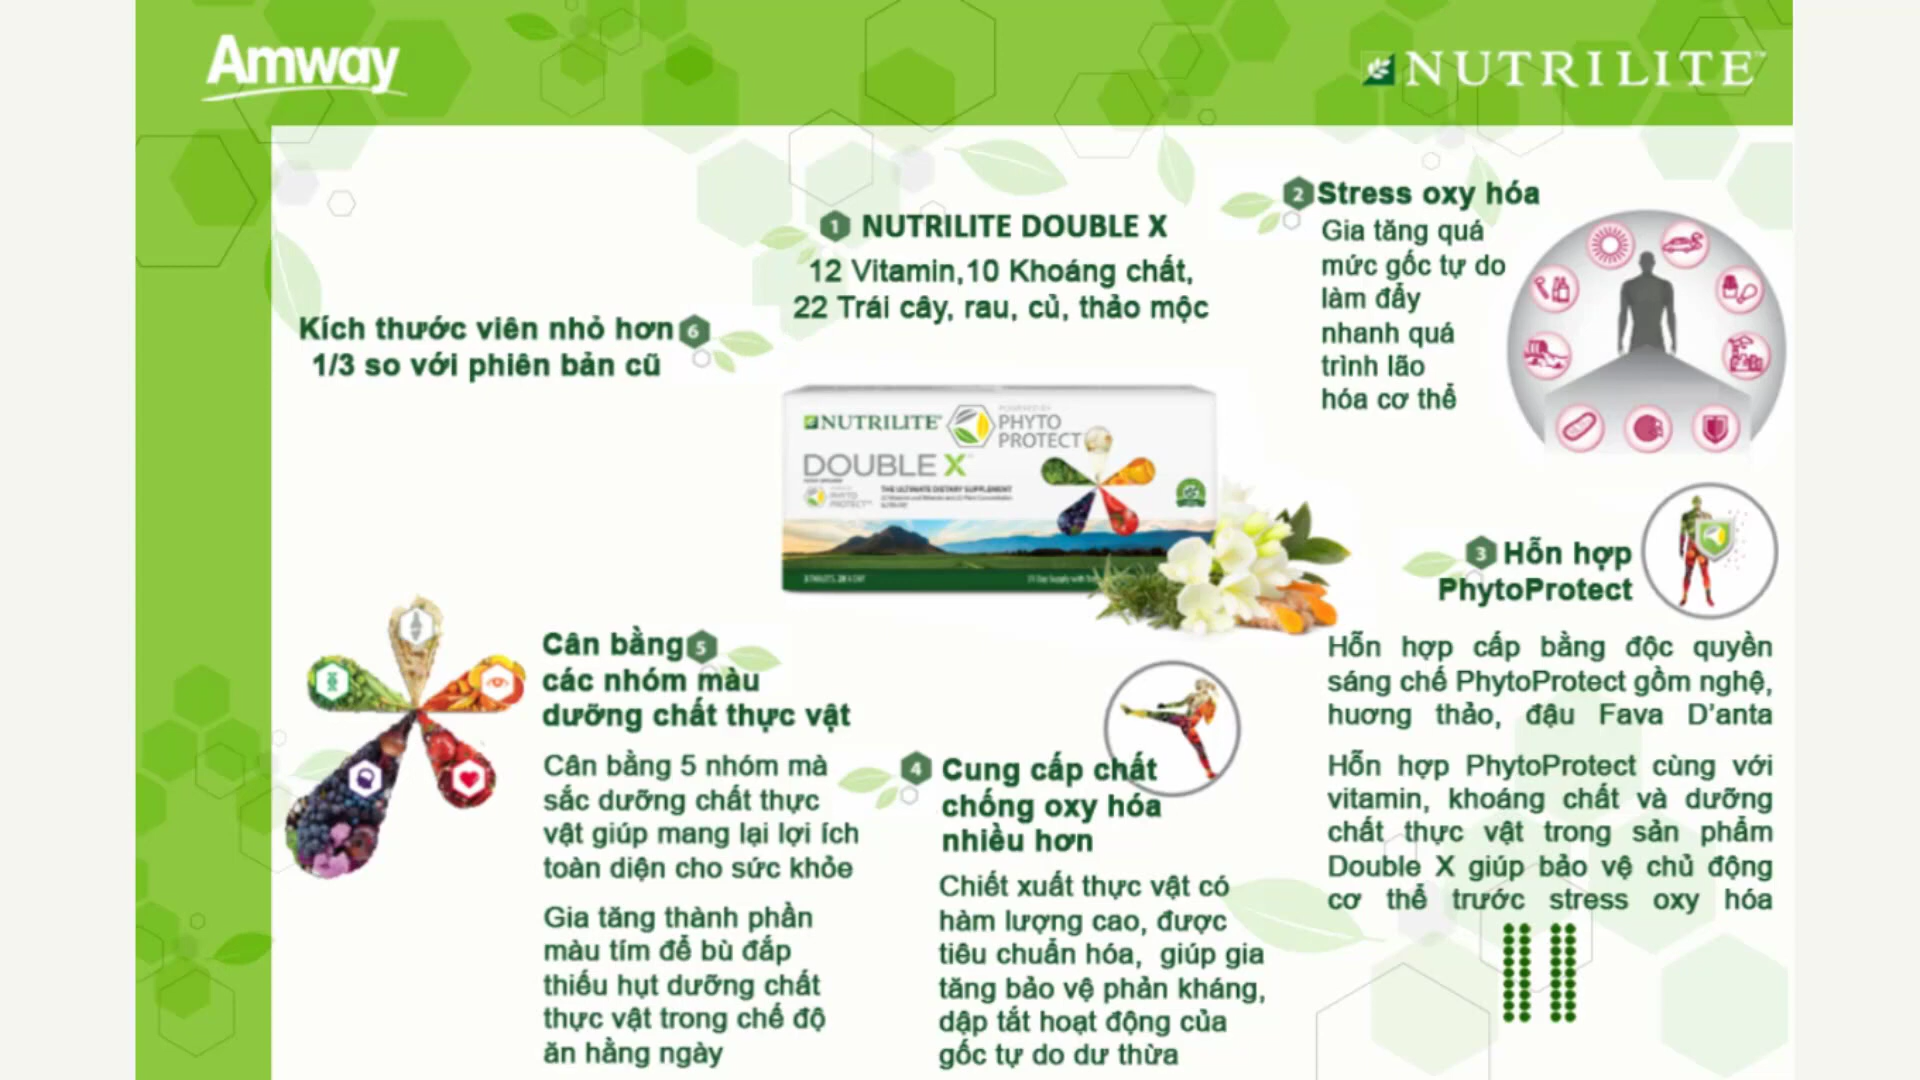 Amway
NUTRILITE
1 NUTRILITE DOUBLE X
12 Vitamin,10 Khoáng chất,
22 Trái cây, rau, củ, thảo mộc
2 Stress oxy hóa
Gia tăng quá
mức gốc tự do
làm đẩy
nhanh quá
trình lão
hóa cơ thể
Kích thước viên nhỏ hơn 6
1/3 so với phiên bản cũ
NUTRILITE
POWERED BY
PHYTO
PROTECT
DOUBLE X
PHYTO
PROTECT
THE ULTIMATE DIETARY SUPPLEMENT
3 Hỗn hợp
PhytoProtect
Hỗn hợp cấp bằng độc quyền
sáng chế PhytoProtect gồm nghệ,
huơng thảo, đậu Fava D'anta
Hỗn hợp PhytoProtect cùng với
vitamin, khoáng chất và dưỡng
chất thực vật trong sản phẩm
Double X giúp bảo vệ chủ động
cơ thể trước stress oxy hóa
4 Cung cấp chất
chống oxy hóa
nhiều hơn
Chiết xuất thực vật có
hàm lượng cao, được
tiêu chuẩn hóa, giúp gia
tăng bảo vệ phản kháng,
dập tắt hoạt động của
gốc tự do dư thừa
Cân bằng 5
các nhóm màu
dưỡng chất thực vật
Cân bằng 5 nhóm mà
sắc dưỡng chất thực
vật giúp mang lại lợi ích
toàn diện cho sức khỏe
Gia tăng thành phần
màu tím để bù đắp
thiếu hụt dưỡng chất
thực vật trong chế độ
ăn hằng ngày